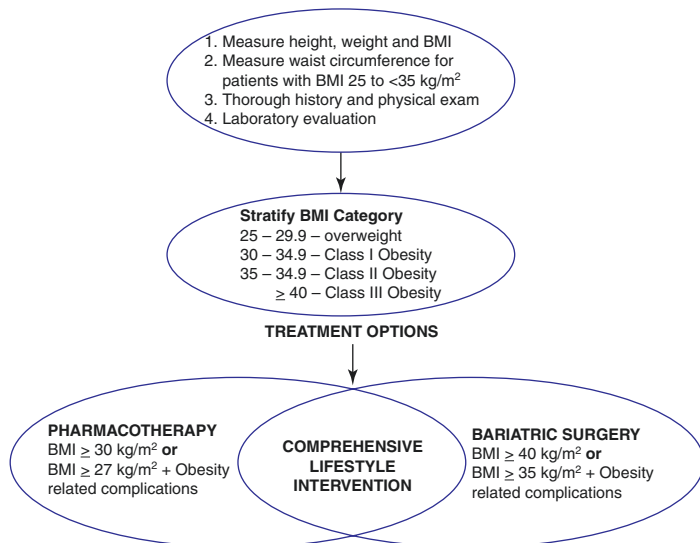 1. Measure height, weight and BMI
2. Measure waist circumference for
patients with BMI 25 to <35 kg/m²
3. Thorough history and physical exam
4. Laboratory evaluation
Stratify BMI Category
25 – 29.9 – overweight
30 – 34.9 – Class I Obesity
35 – 34.9 – Class II Obesity
≥ 40 – Class III Obesity
TREATMENT OPTIONS
PHARMACOTHERAPY
BMI ≥ 30 kg/m² or
BMI ≥ 27 kg/m² + Obesity
related complications
COMPREHENSIVE
LIFESTYLE
INTERVENTION
BARIATRIC SURGERY
BMI ≥ 40 kg/m² or
BMI ≥ 35 kg/m² + Obesity
related complications